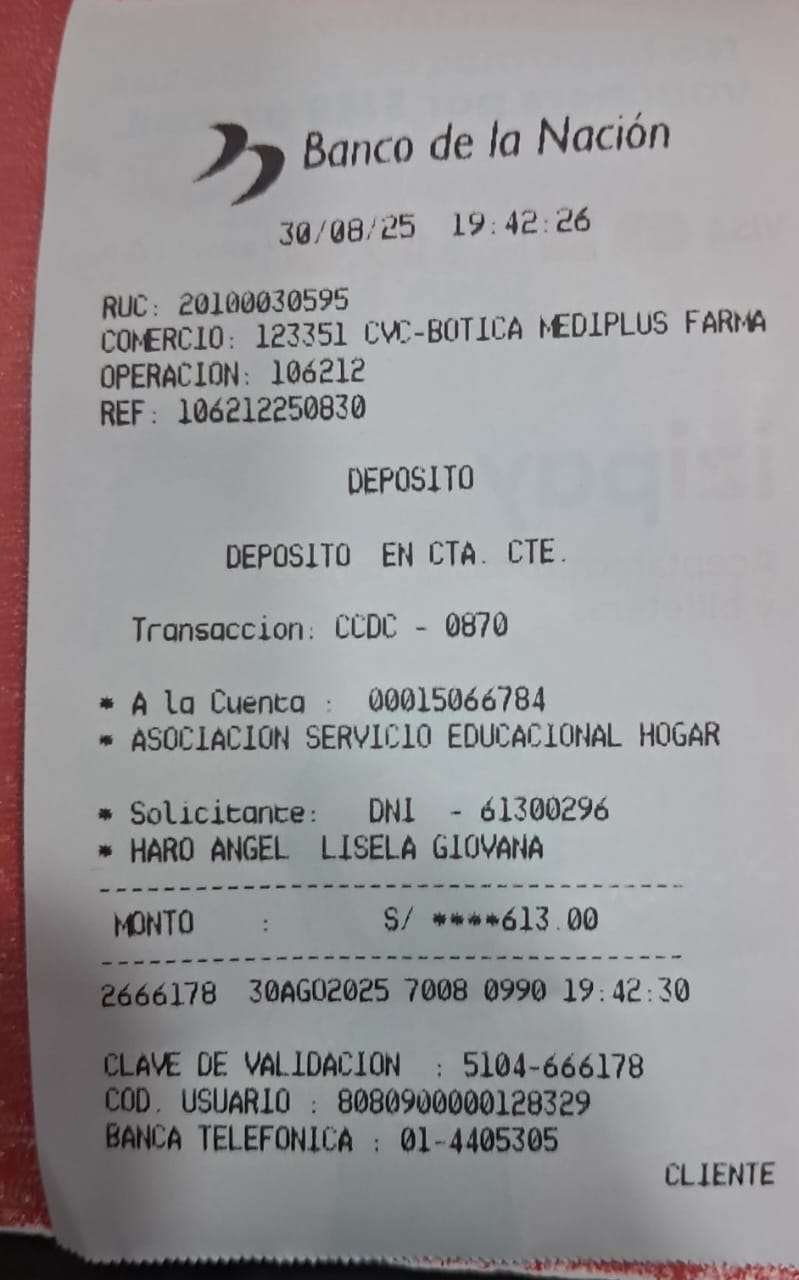 Banco de la Nación
30/08/25 19:42:26
RUC: 20100030595
COMERCIO: 123351 CVC-BOTICA MEDIPLUS FARMA
OPERACION: 106212
REF: 106212250830
DEPOSITO
DEPOSITO EN CTA. CTE.
Transaccion: CCDC - 0870
* A la Cuenta : 00015066784
* ASOCIACION SERVICIO EDUCACIONAL HOGAR
* Solicitante: DNI - 61300296
* HARO ANGEL LISELA GIOVANA
MONTO : S/ ****613.00
2666178 30AGO2025 7008 0990 19:42:30
CLAVE DE VALIDACION : 5104-666178
COD. USUARIO : 8080900000128329
BANCA TELEFONICA : 01-4405305
CLIENTE
izipay